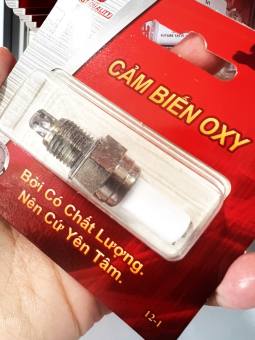 CẢM BIẾN OXY
Bởi Có Chất Lượng.
Nên Cứ Yên Tâm.
12-1